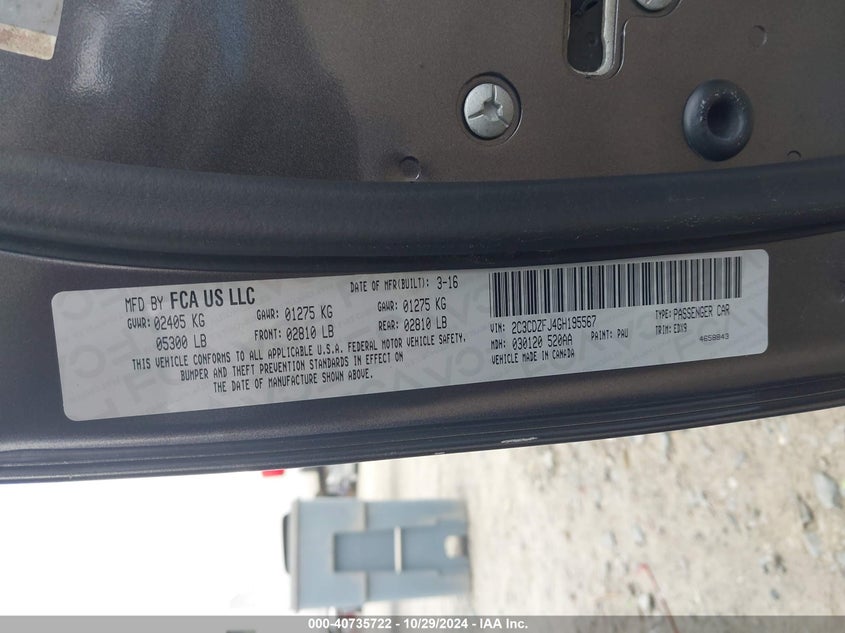 MFD BY FCA US LLC
DATE OF MFR(BUILT): 3-16
GVWR: 02405 KG
GAWR: 01275 KG
GAWR: 01275 KG
05300 LB
FRONT: 02810 LB
REAR: 02810 LB
THIS VEHICLE CONFORMS TO ALL APPLICABLE U.S.A. FEDERAL MOTOR VEHICLE SAFETY,
BUMPER AND THEFT PREVENTION STANDARDS IN EFFECT ON
THE DATE OF MANUFACTURE SHOWN ABOVE.
VIN: 2C3CDZFJ4GH195567
TYPE: PASSENGER CAR
MDH: 030120 520AA
PAINT: PAU
TRIM: EDX9
VEHICLE MADE IN CANADA
4658843
000-40735722 - 10/29/2024 - IAA Inc.